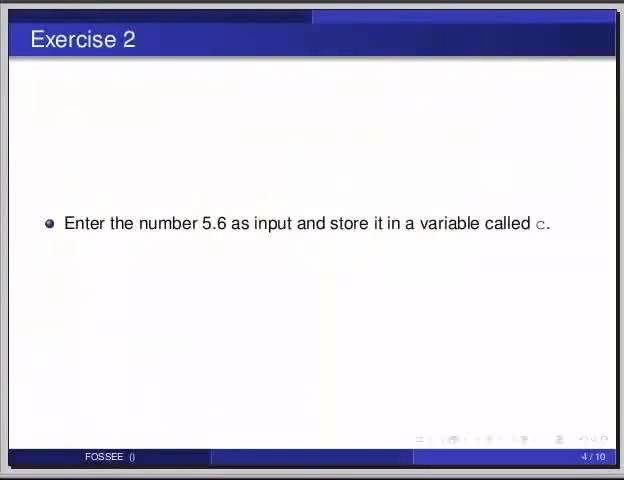 Exercise 2
Enter the number 5.6 as input and store it in a variable called c.
FOSSEE ()
4 / 10